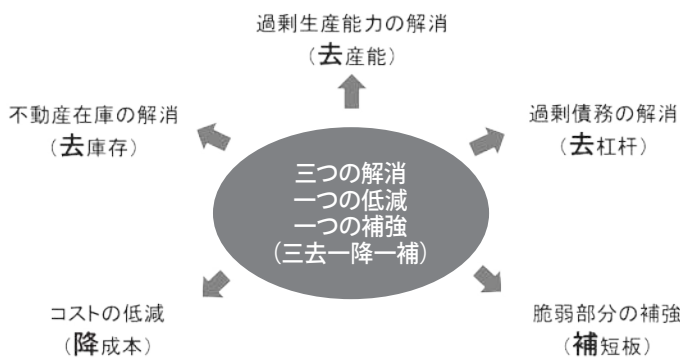 過剰生産能力の解消
（去産能）
不動産在庫の解消
（去庫存）
過剰債務の解消
（去杠杆）
三つの解消
一つの低減
一つの補強
（三去一降一補）
コストの低減
（降成本）
脆弱部分の補強
（補短板）